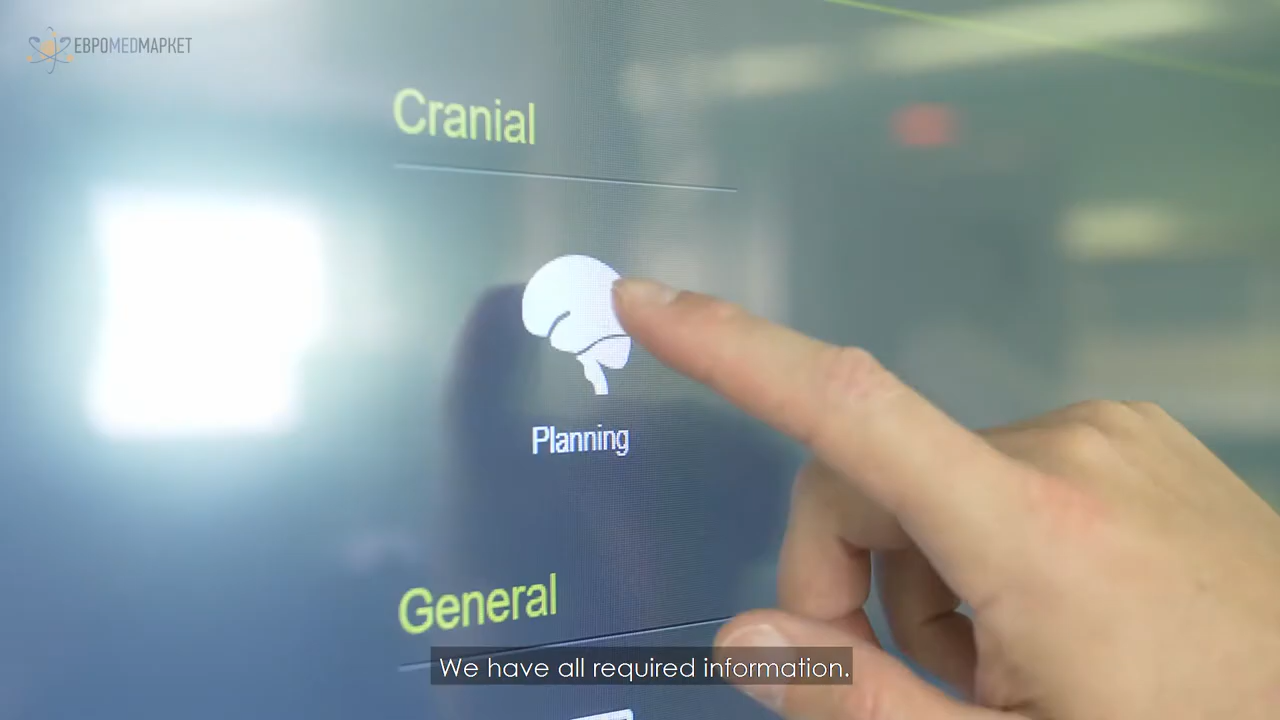 ЕВРОМЕДМАРКЕТ
Cranial
Planning
General
We have all required information.